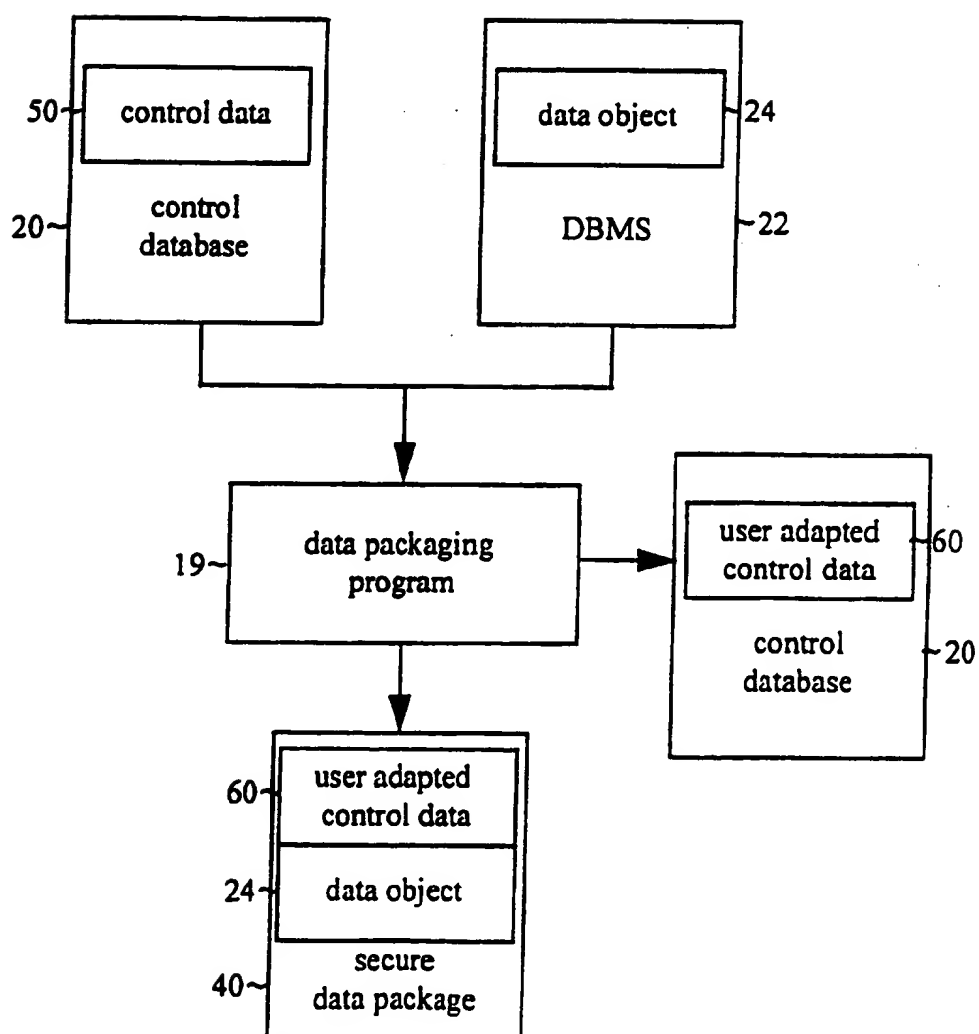 50 control data
data object 24
20 control
database
DBMS 22
19 data packaging
program
user adapted 60
control data
control 20
database
60 user adapted
control data
24 data object
secure
40 data package